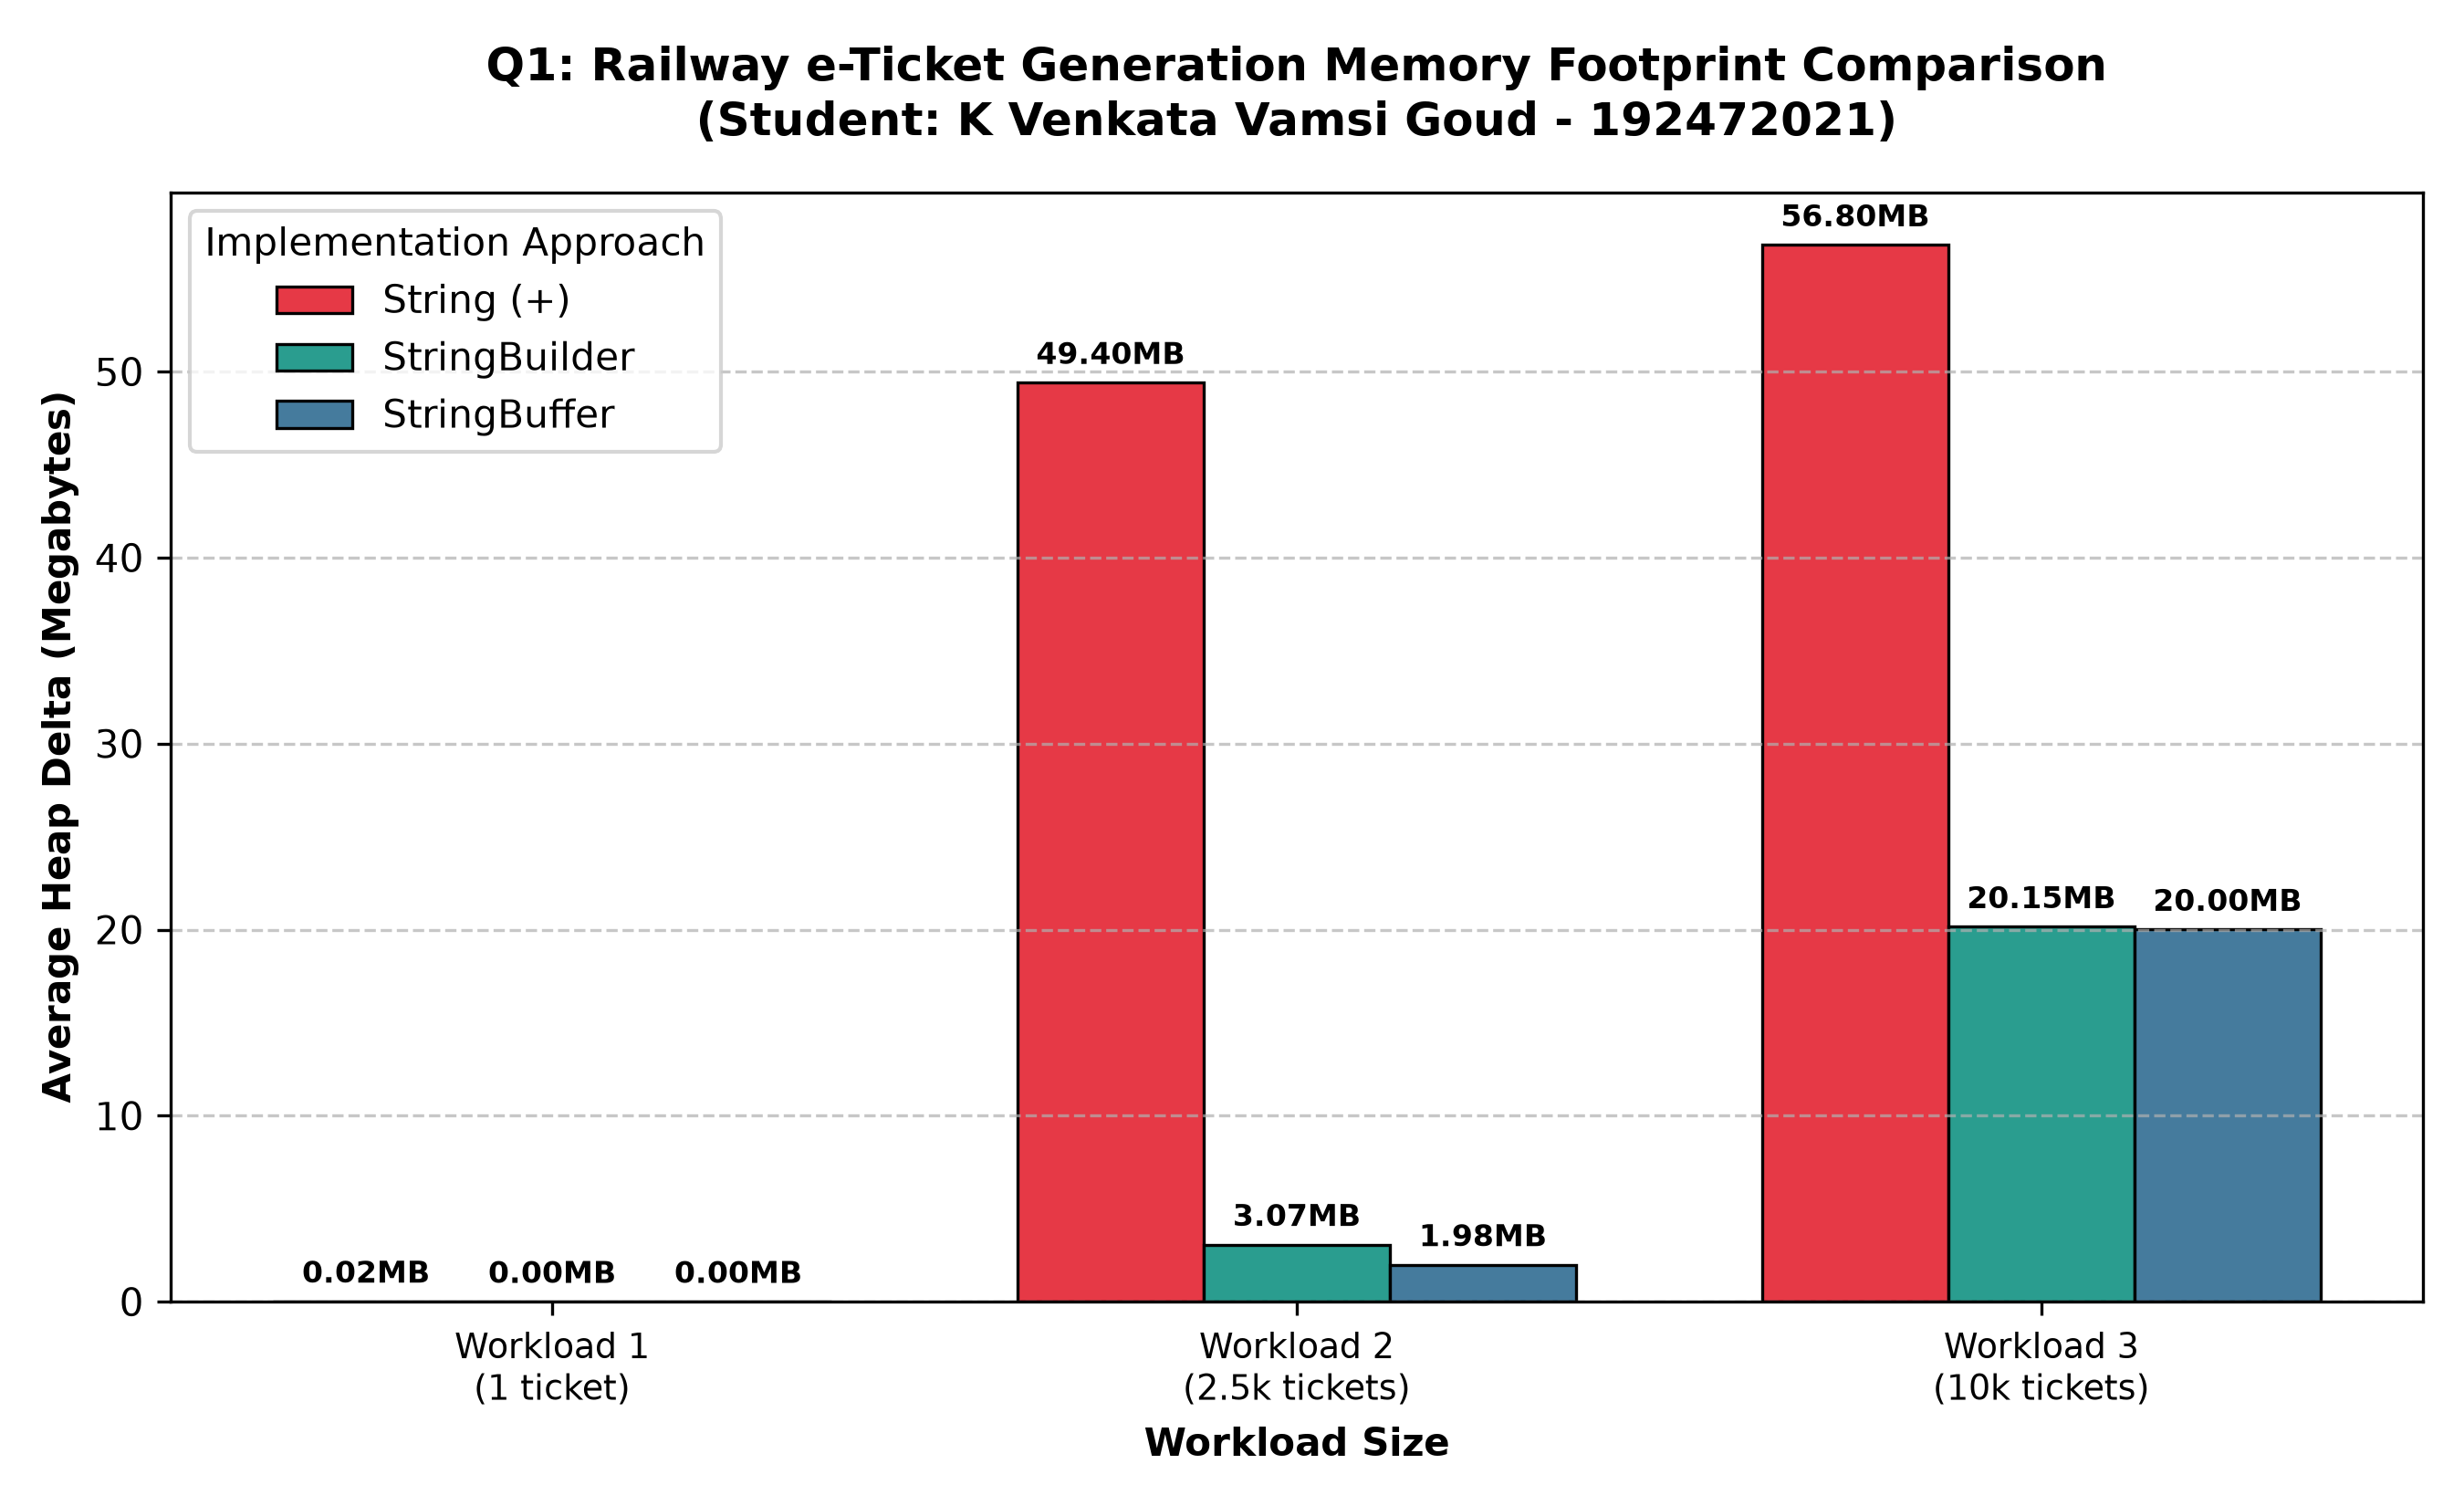 Q1: Railway e-Ticket Generation Memory Footprint Comparison
(Student: K Venkata Vamsi Goud - 192472021)
Implementation Approach
String (+)
StringBuilder
StringBuffer
Average Heap Delta (Megabytes)
50
40
30
20
10
0
0.02MB
0.00MB
0.00MB
49.40MB
3.07MB
1.98MB
56.80MB
20.15MB
20.00MB
Workload 1
(1 ticket)
Workload 2
(2.5k tickets)
Workload 3
(10k tickets)
Workload Size